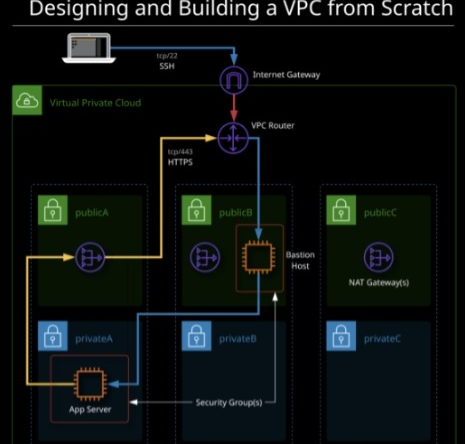 Designing and Building a VPC from Scratch
tcp/22
SSH
Internet Gateway
Virtual Private Cloud
VPC Router
tcp/443
HTTPS
publicA
publicB
publicC
Bastion
Host
NAT Gateway(s)
privateA
privateB
privateC
App Server
Security Group(s)